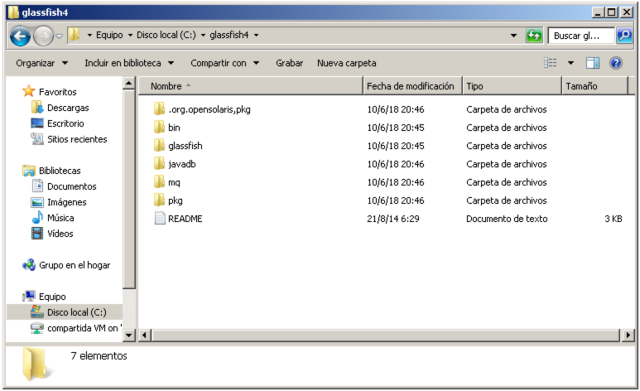 glassfish4
Equipo Disco local (C:) glassfish4
Buscar gl...
Organizar Incluir en biblioteca Compartir con Grabar Nueva carpeta
Nombre Fecha de modificación Tipo Tamaño
Favoritos
Descargas
Escritorio
Sitios recientes
Bibliotecas
Documentos
Imágenes
Música
Vídeos
Grupo en el hogar
Equipo
Disco local (C:)
compartida VM on '
.org.opensolaris,pkg 10/6/18 20:46 Carpeta de archivos
bin 10/6/18 20:45 Carpeta de archivos
glassfish 10/6/18 20:45 Carpeta de archivos
javadb 10/6/18 20:46 Carpeta de archivos
mq 10/6/18 20:46 Carpeta de archivos
pkg 10/6/18 20:46 Carpeta de archivos
README 21/8/14 6:29 Documento de texto 3 KB
7 elementos